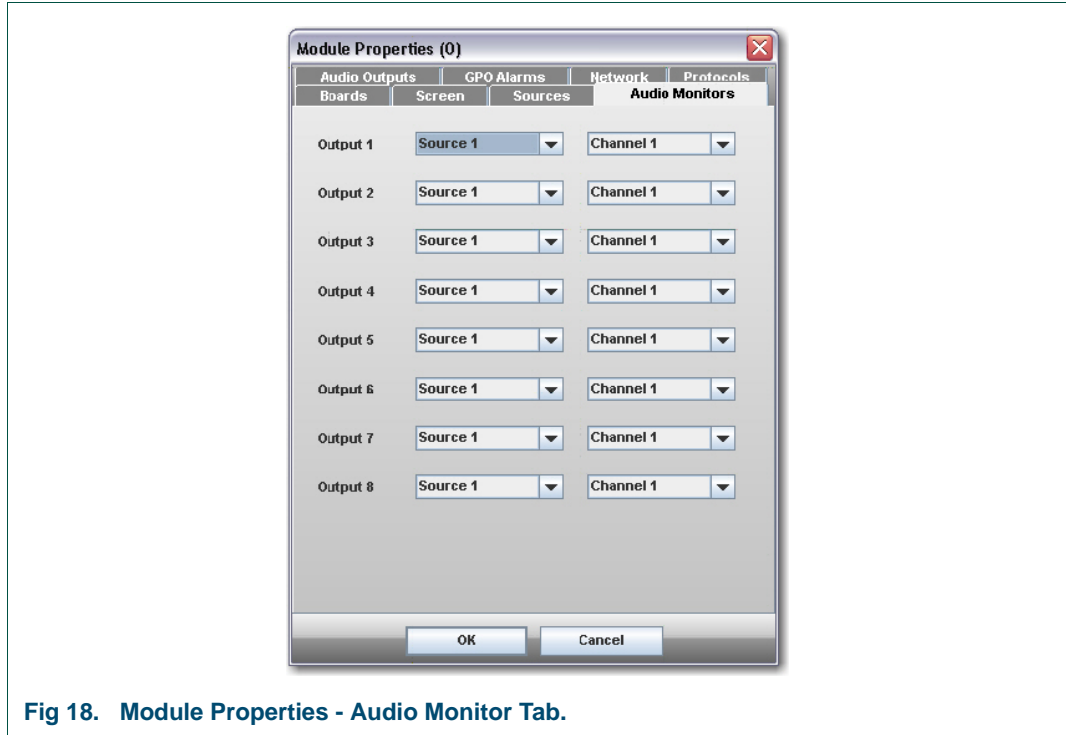 Module Properties (0)
Audio Outputs GPO Alarms Network Protocols
Boards Screen Sources Audio Monitors
Output 1 Source 1 Channel 1
Output 2 Source 1 Channel 1
Output 3 Source 1 Channel 1
Output 4 Source 1 Channel 1
Output 5 Source 1 Channel 1
Output 6 Source 1 Channel 1
Output 7 Source 1 Channel 1
Output 8 Source 1 Channel 1
OK Cancel
Fig 18. Module Properties - Audio Monitor Tab.